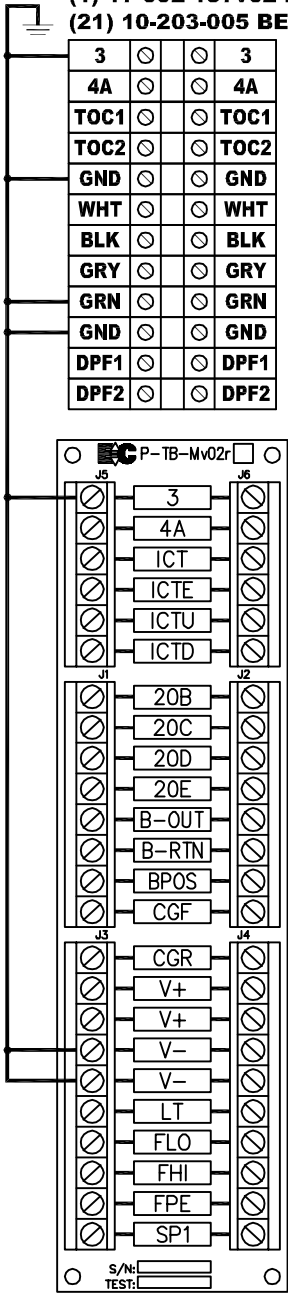 (21) 10-203-005 BE
3 3
4A 4A
TOC1 TOC1
TOC2 TOC2
GND GND
WHT WHT
BLK BLK
GRY GRY
GRN GRN
GND GND
DPF1 DPF1
DPF2 DPF2
P-TB-Mv02r
J5 J6
3
4A
ICT
ICTE
ICTU
ICTD
J1 J2
20B
20C
20D
20E
B-OUT
B-RTN
BPOS
CGF
J3 J4
CGR
V+
V+
V-
V-
LT
FLO
FHI
FPE
SP1
S/N:
TEST: